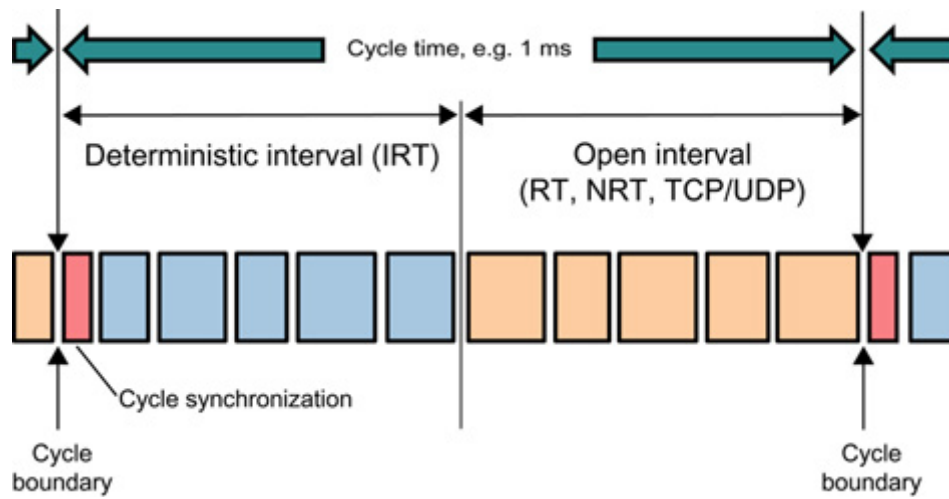 Cycle time, e.g. 1 ms
Deterministic interval (IRT)
Open interval
(RT, NRT, TCP/UDP)
Cycle synchronization
Cycle
boundary
Cycle
boundary